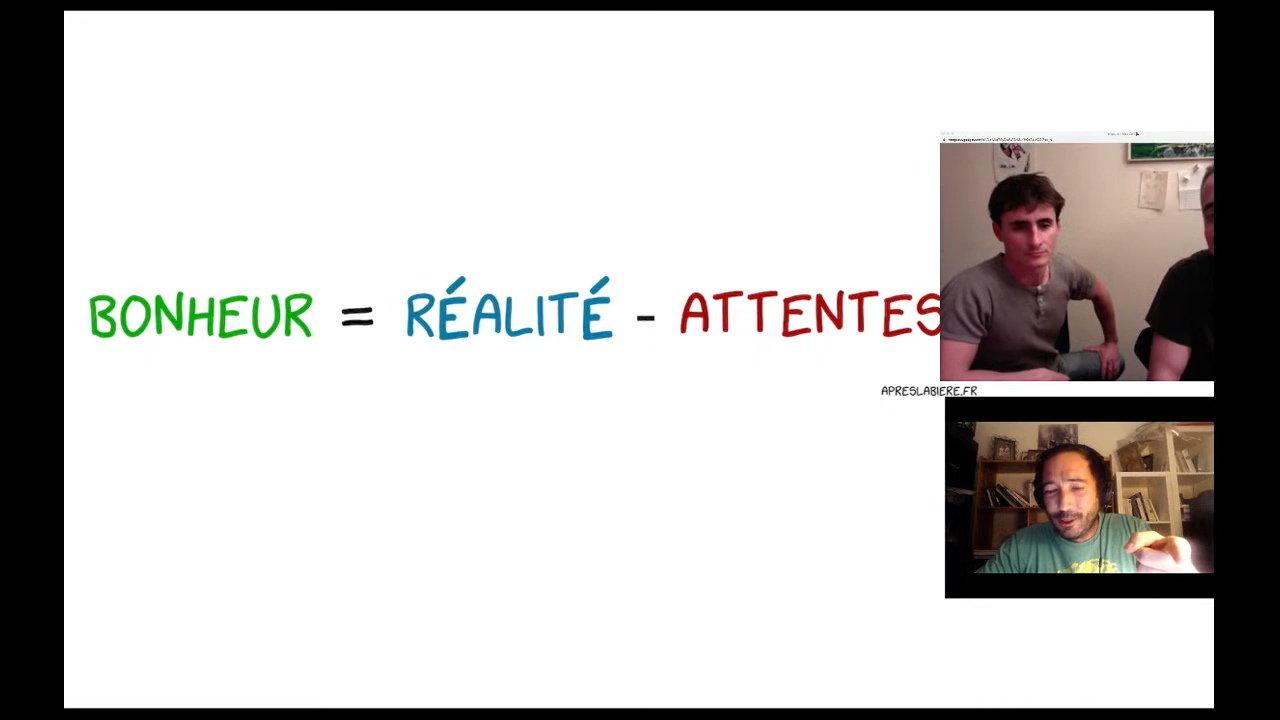 BONHEUR = RÉALITÉ - ATTENTES
APRESLABIERE.FR